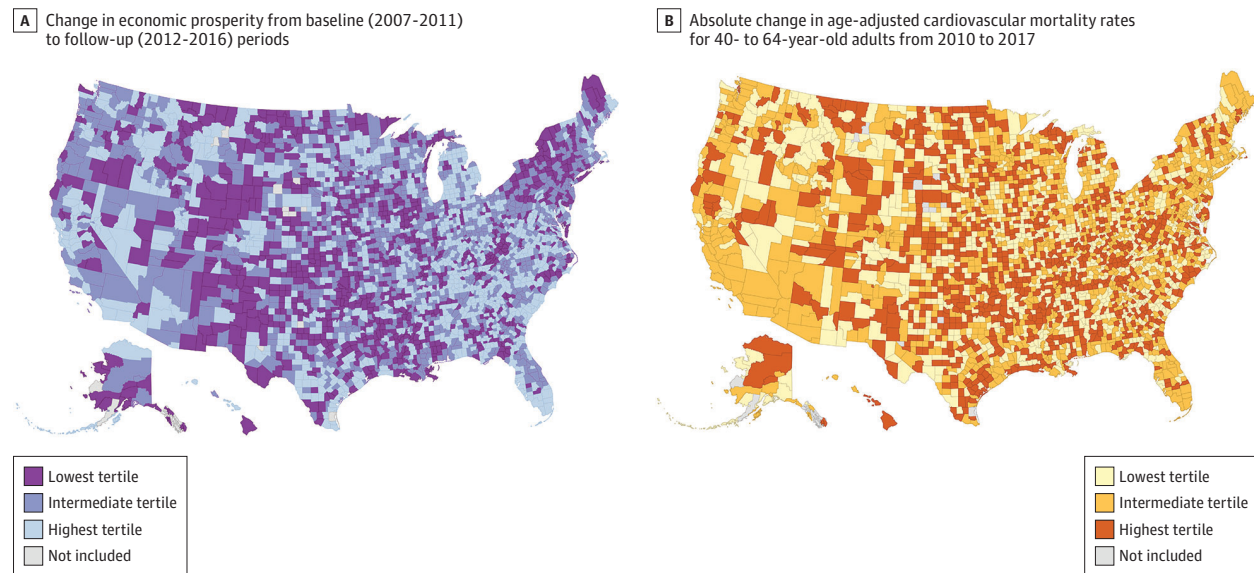 A Change in economic prosperity from baseline (2007-2011)
to follow-up (2012-2016) periods
Lowest tertile
Intermediate tertile
Highest tertile
Not included
B Absolute change in age-adjusted cardiovascular mortality rates
for 40- to 64-year-old adults from 2010 to 2017
Lowest tertile
Intermediate tertile
Highest tertile
Not included